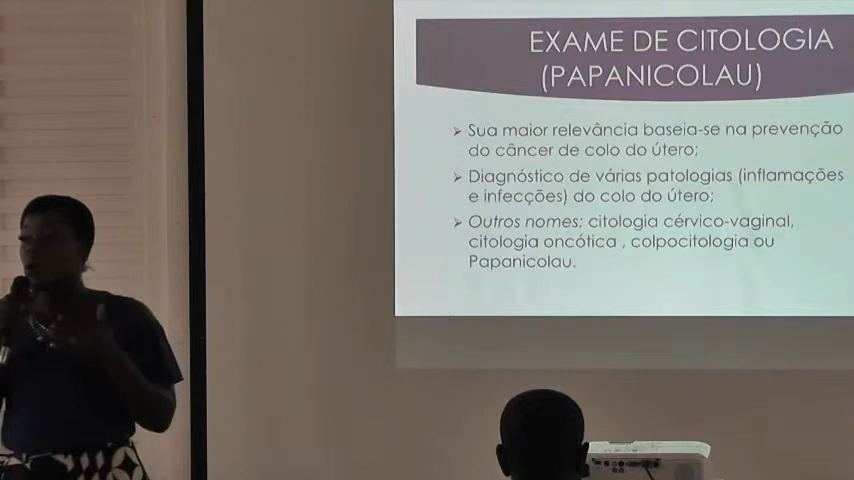 EXAME DE CITOLOGIA
(PAPANICOLAU)
➢ Sua maior relevância baseia-se na prevenção
do câncer de colo do útero;
➢ Diagnóstico de várias patologias (inflamações
e infecções) do colo do útero;
➢ Outros nomes: citologia cérvico-vaginal,
citologia oncótica , colpocitologia ou
Papanicolau.